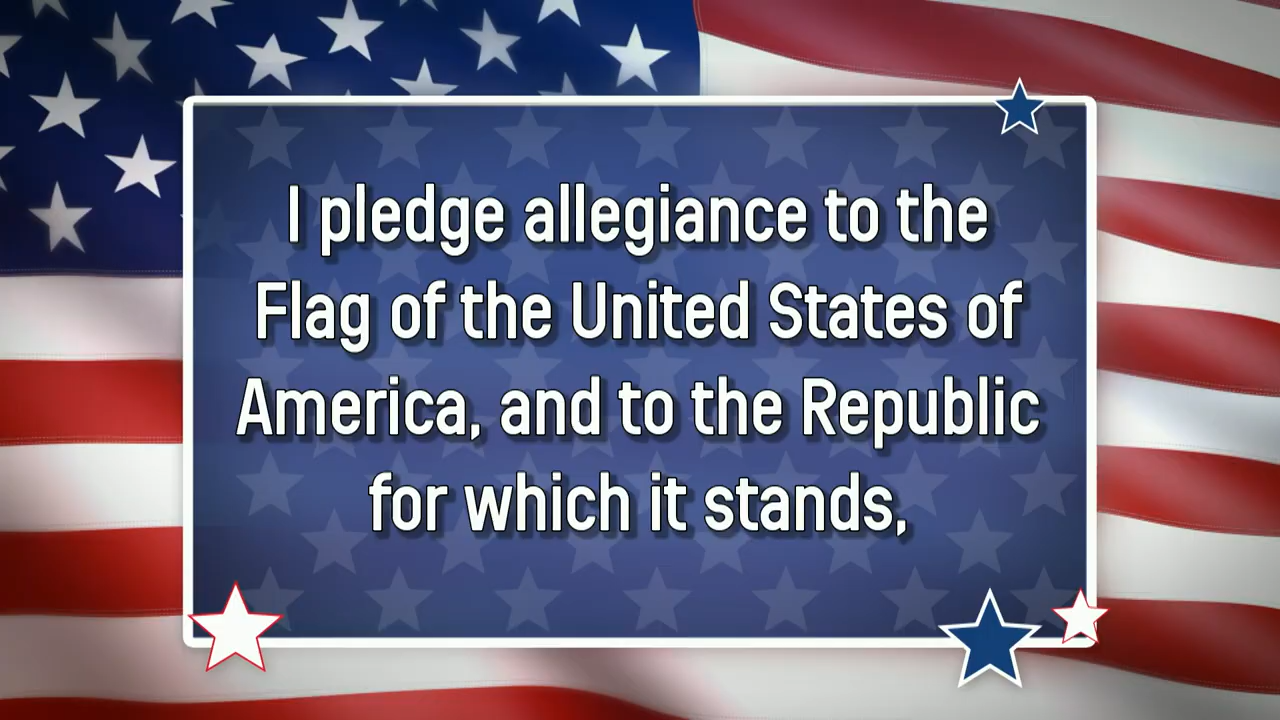 I pledge allegiance to the
Flag of the United States of
America, and to the Republic
for which it stands,